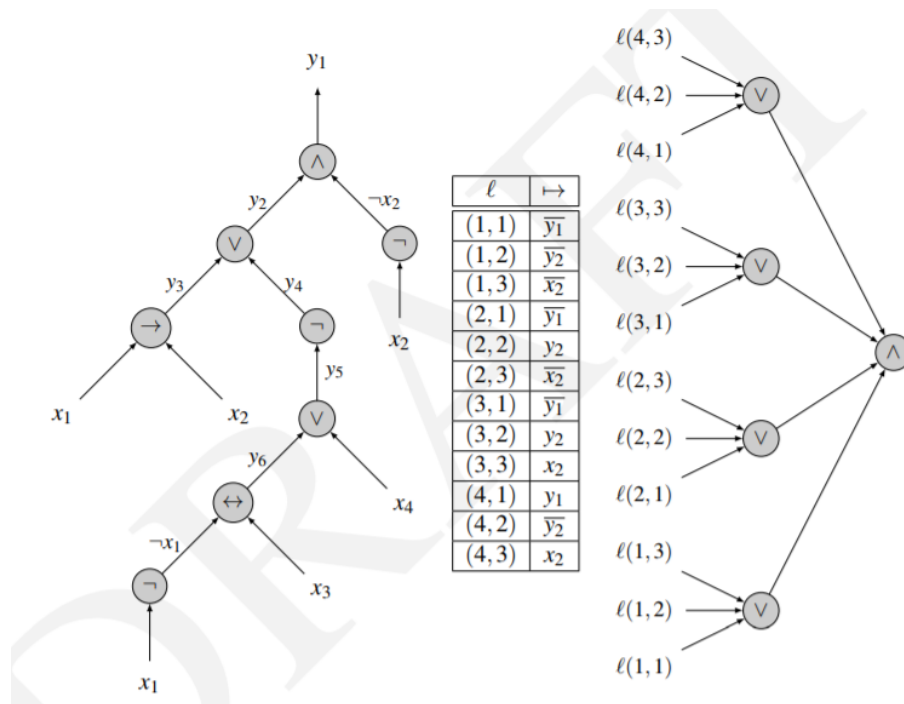 y₁
∧
y₂
¬x₂
∨
¬
y₃
y₄
→
¬
x₂
y₅
x₁
x₂
∨
y₆
↔
x₄
¬x₁
¬
x₃
x₁
ℓ ↦
(1,1) y̅₁
(1,2) y̅₂
(1,3) x̅₂
(2,1) y̅₁
(2,2) y₂
(2,3) x̅₂
(3,1) y̅₁
(3,2) y₂
(3,3) x₂
(4,1) y₁
(4,2) y̅₂
(4,3) x₂
ℓ(4,3)
ℓ(4,2) ∨
ℓ(4,1)
ℓ(3,3)
ℓ(3,2) ∨
ℓ(3,1)
∧
ℓ(2,3)
ℓ(2,2) ∨
ℓ(2,1)
ℓ(1,3)
ℓ(1,2) ∨
ℓ(1,1)
DRAFT